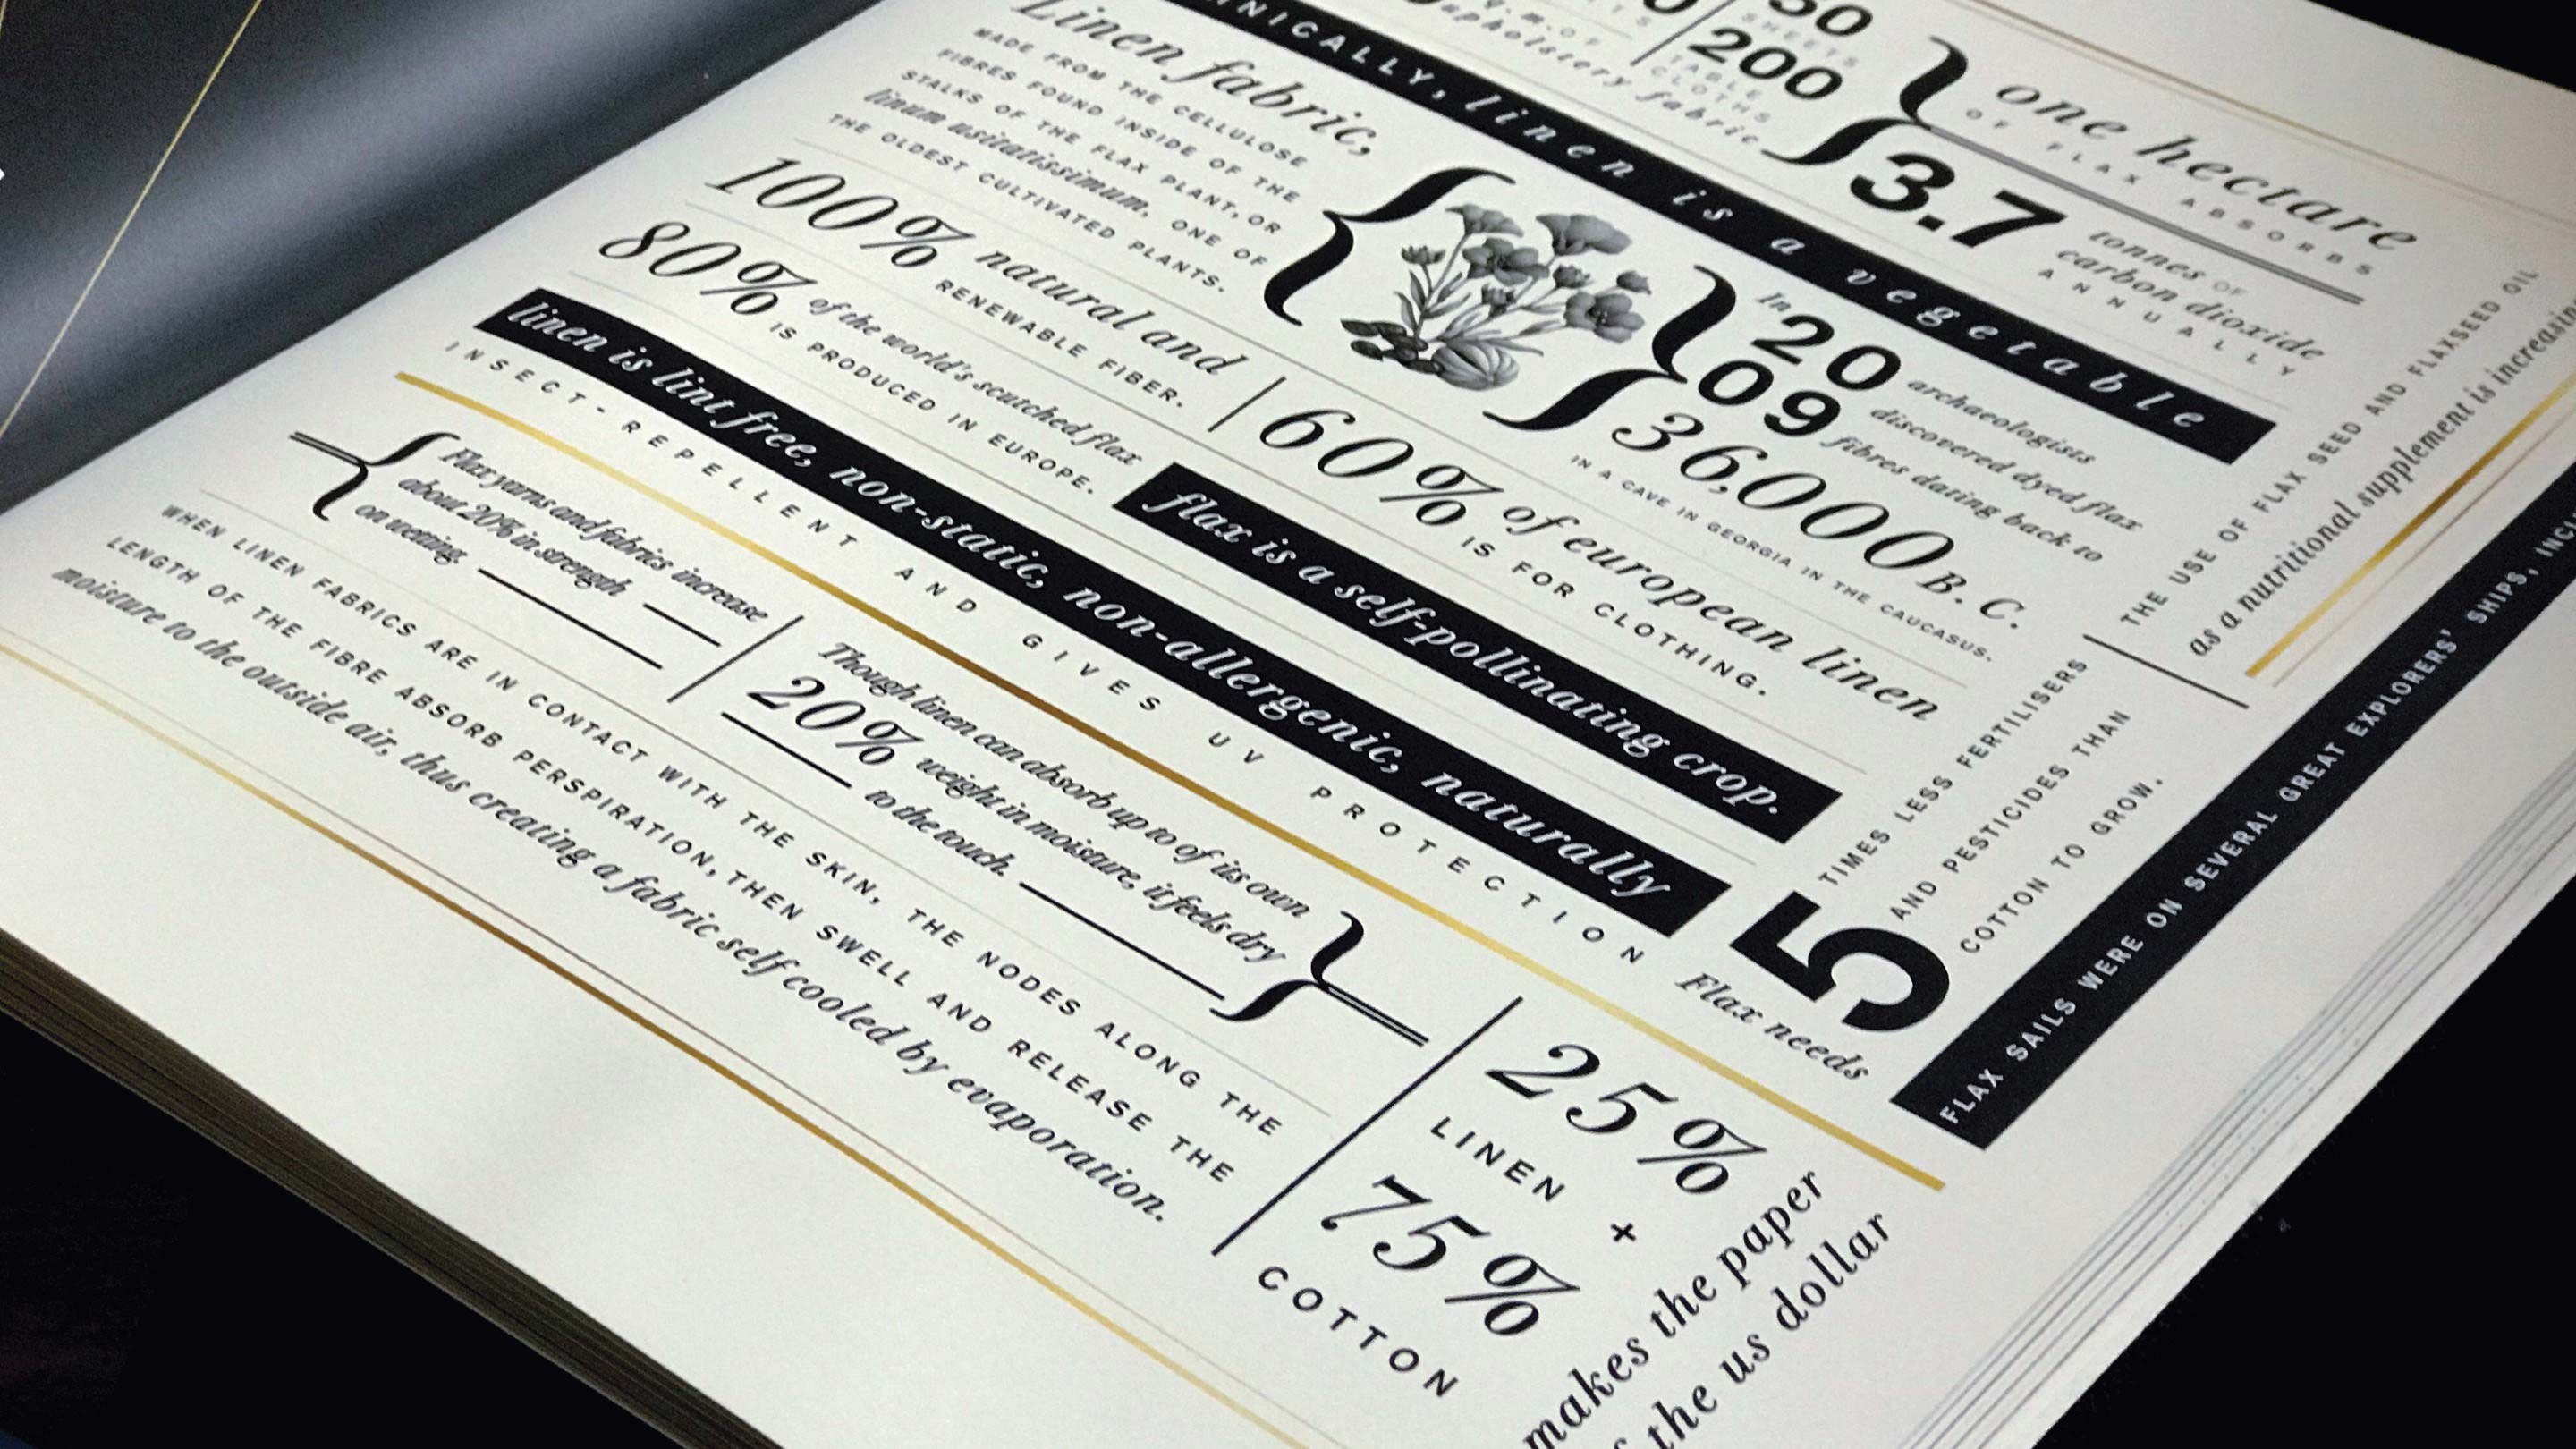 50
SHEETS
200
TABLE
CLOTHS
q.m. OF
upholstery fabric
one hectare
OF FLAX ABSORBS
3.7
tonnes OF
carbon dioxide
ANNUALLY
linen is a vegetable
Linen fabric,
MADE FROM THE CELLULOSE
FIBRES FOUND INSIDE OF THE
STALKS OF THE FLAX PLANT, OR
linum usitatissimum, ONE OF
THE OLDEST CULTIVATED PLANTS.
In
20
09
archaeologists
discovered dyed flax
fibres dating back to
36,000 B.C.
IN A CAVE IN GEORGIA IN THE CAUCASUS.
100% natural and
RENEWABLE FIBER.
80% of the world's scutched flax
IS PRODUCED IN EUROPE.
60% of european linen
IS FOR CLOTHING.
flax is a self-pollinating crop.
linen is lint free, non-static, non-allergenic, naturally
INSECT-REPELLENT AND GIVES UV PROTECTION
Flax yarns and fabrics increase
about 20% in strength
on wetting.
Though linen can absorb up to of its own
20% weight in moisture, it feels dry
to the touch.
WHEN LINEN FABRICS ARE IN CONTACT WITH THE SKIN, THE NODES ALONG THE
LENGTH OF THE FIBRE ABSORB PERSPIRATION, THEN SWELL AND RELEASE THE
moisture to the outside air, thus creating a fabric self cooled by evaporation.
25%
LINEN +
75%
COTTON
makes the paper
the us dollar
Flax needs
5
TIMES LESS FERTILISERS
AND PESTICIDES THAN
COTTON TO GROW.
THE USE OF FLAX SEED AND FLAXSEED OIL
as a nutritional supplement is
FLAX SAILS WERE ON SEVERAL GREAT EXPLORERS' SHIPS,